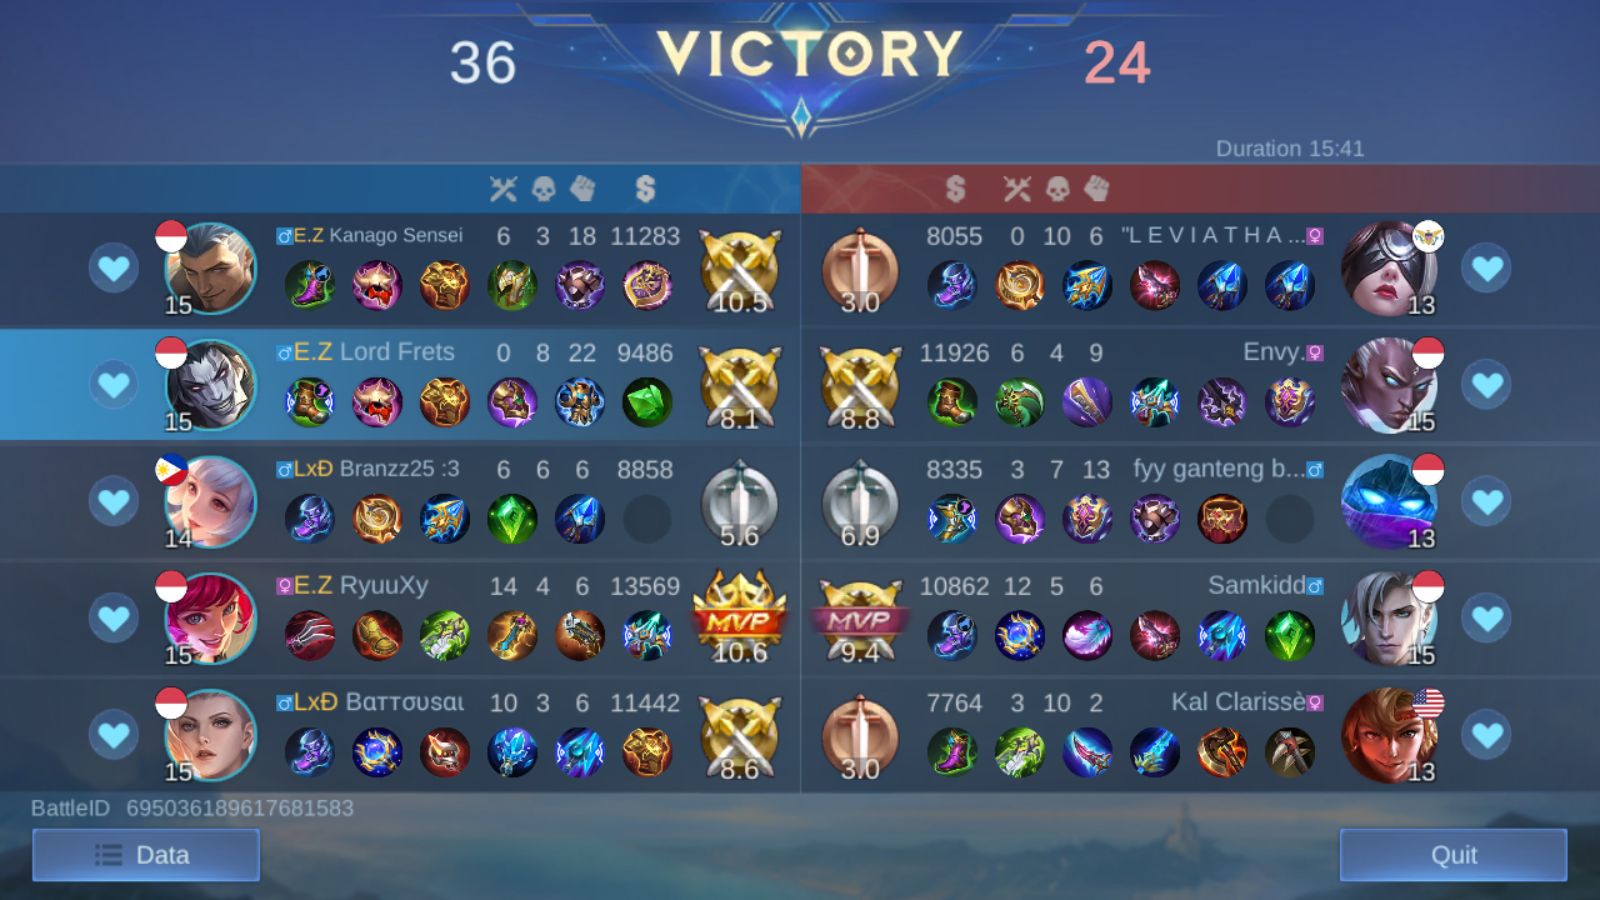 36 VICTORY 24
Duration 15:41
E.Z Kanago Sensei 6 3 18 11283
15 10.5
8055 0 10 6 "L E V I A T H A ...
3.0 13
E.Z Lord Frets 0 8 22 9486
15 8.1
11926 6 4 9 Envy.
8.8 15
LxĐ Branzz25 :3 6 6 6 8858
14 5.6
8335 3 7 13 fyy ganteng b...
6.9 13
E.Z RyuuXy 14 4 6 13569
MVP
15 10.6
10862 12 5 6 Samkidd
MVP
9.4 15
LxĐ Bαττσυsαι 10 3 6 11442
15 8.6
7764 3 10 2 Kal Clarissè
3.0 13
BattleID 695036189617681583
Data
Quit